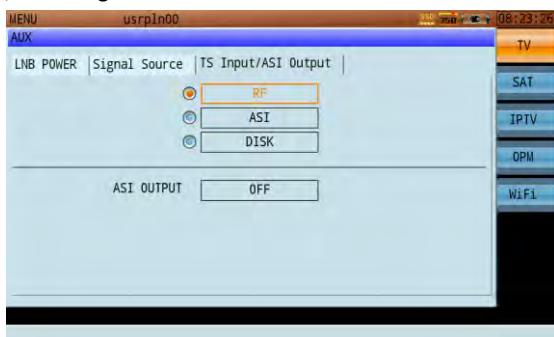 MENU usrpln00 08:23:26
AUX
TV
LNB POWER Signal Source TS Input/ASI Output
SAT
RF
ASI
IPTV
DISK
OPM
ASI OUTPUT OFF
WiFi